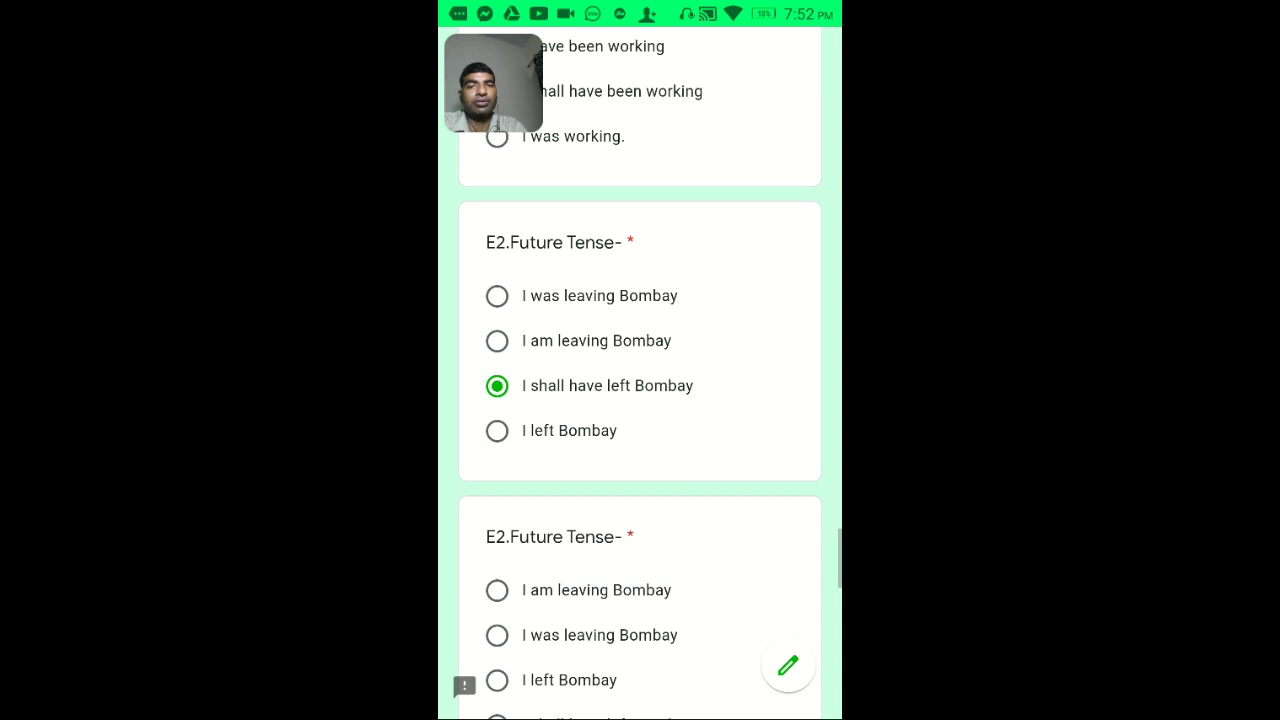 18%
7:52 PM
ave been working
hall have been working
I was working.
E2.Future Tense- *
I was leaving Bombay
I am leaving Bombay
I shall have left Bombay
I left Bombay
E2.Future Tense- *
I am leaving Bombay
I was leaving Bombay
I left Bombay